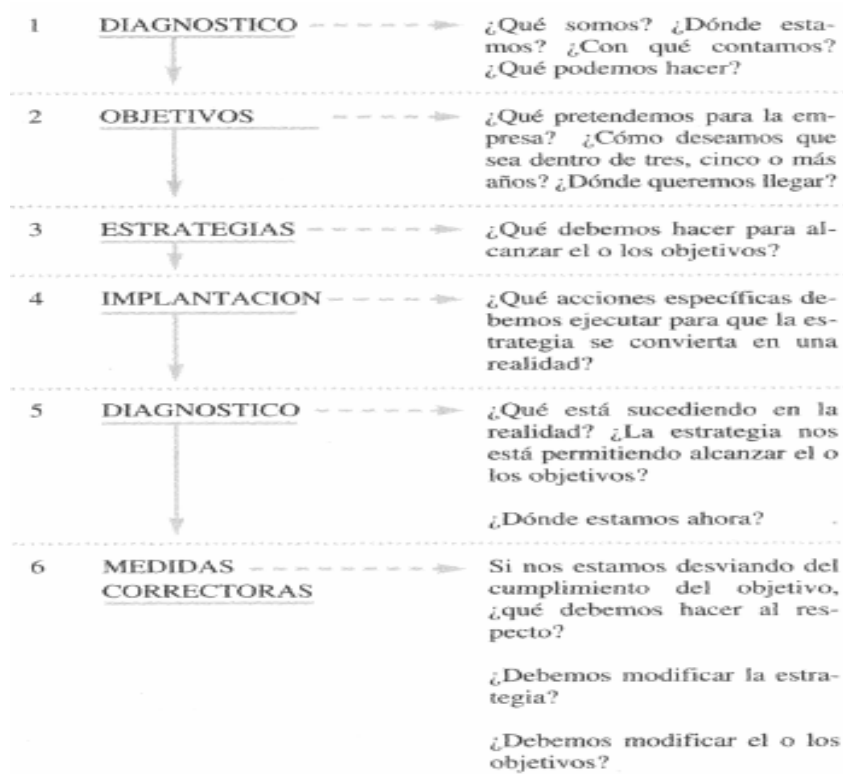 1 DIAGNOSTICO ¿Qué somos? ¿Dónde esta-
mos? ¿Con qué contamos?
¿Qué podemos hacer?
2 OBJETIVOS ¿Qué pretendemos para la em-
presa? ¿Cómo deseamos que
sea dentro de tres, cinco o más
años? ¿Dónde queremos llegar?
3 ESTRATEGIAS ¿Qué debemos hacer para al-
canzar el o los objetivos?
4 IMPLANTACION ¿Qué acciones específicas de-
bemos ejecutar para que la es-
trategia se convierta en una
realidad?
5 DIAGNOSTICO ¿Qué está sucediendo en la
realidad? ¿La estrategia nos
está permitiendo alcanzar el o
los objetivos?
¿Dónde estamos ahora?
6 MEDIDAS
CORRECTORAS
Si nos estamos desviando del
cumplimiento del objetivo,
¿qué debemos hacer al res-
pecto?
¿Debemos modificar la estra-
tegia?
¿Debemos modificar el o los
objetivos?